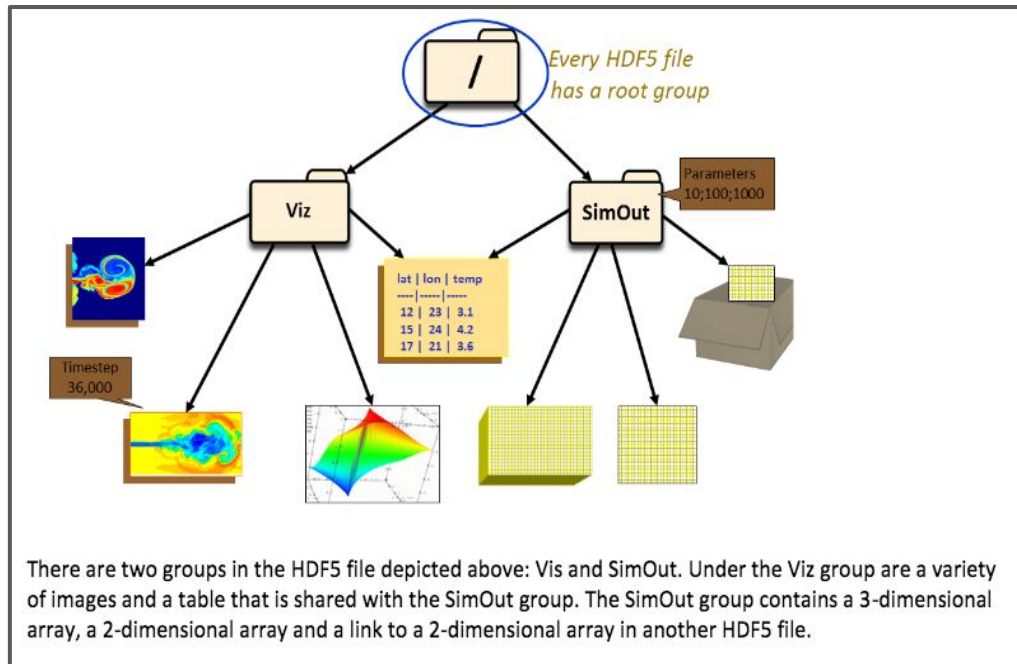 /
Every HDF5 file
has a root group
Viz
SimOut
Parameters
10;100;1000
lat | lon | temp
----|-----|-----
12 | 23 | 3.1
15 | 24 | 4.2
17 | 21 | 3.6
Timestep
36,000
There are two groups in the HDF5 file depicted above: Vis and SimOut. Under the Viz group are a variety
of images and a table that is shared with the SimOut group. The SimOut group contains a 3-dimensional
array, a 2-dimensional array and a link to a 2-dimensional array in another HDF5 file.